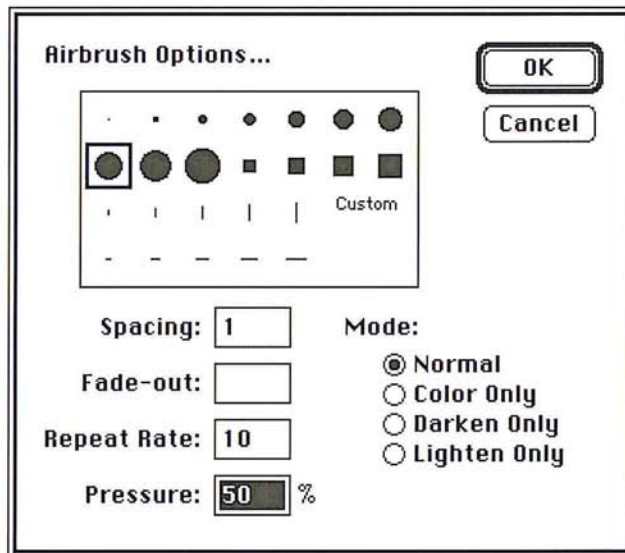 Airbrush Options...
OK
Cancel
Custom
Spacing: 1
Fade-out:
Repeat Rate: 10
Pressure: 50 %
Mode:
Normal
Color Only
Darken Only
Lighten Only